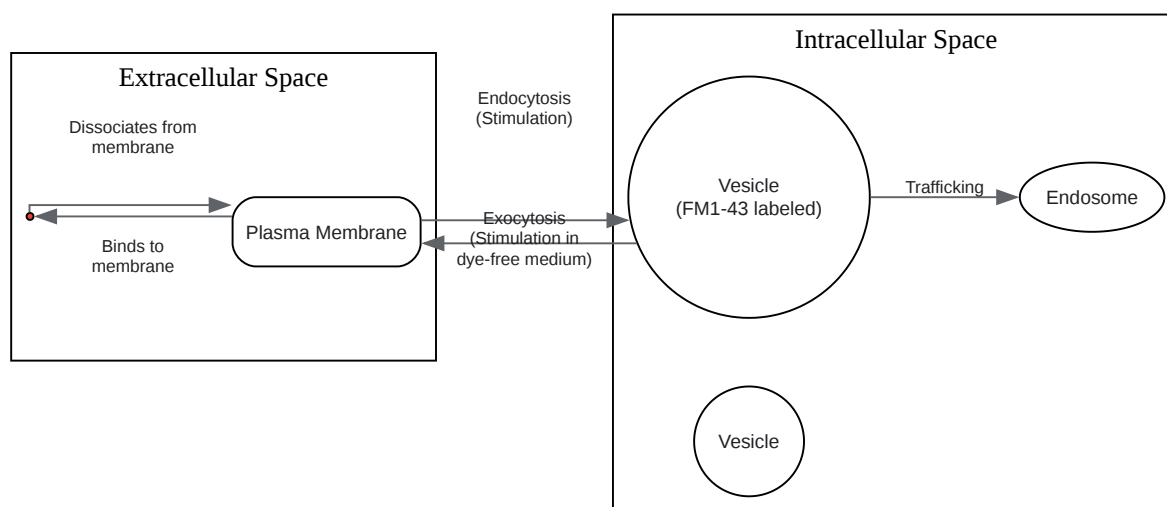 Extracellular Space
Dissociates from
membrane
Binds to
membrane
Plasma Membrane
Endocytosis
(Stimulation)
Exocytosis
(Stimulation in
dye-free medium)
Intracellular Space
Vesicle
(FM1-43 labeled)
Trafficking
Endosome
Vesicle